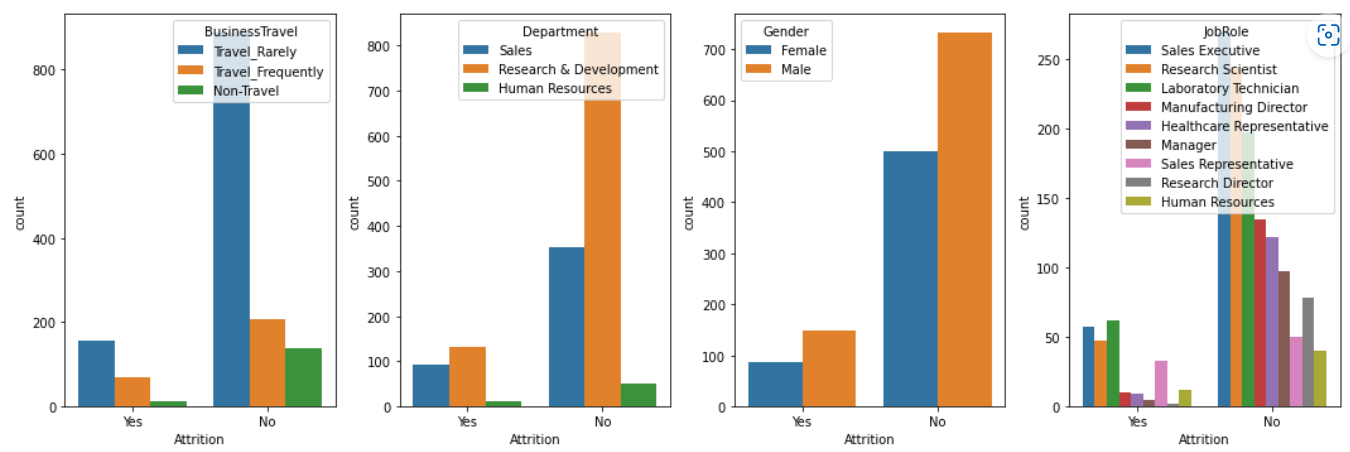 BusinessTravel
Travel_Rarely
Travel_Frequently
Non-Travel
800
600
400
200
0
count
Yes
No
Attrition
Department
Sales
Research & Development
Human Resources
800
700
600
500
400
300
200
100
0
count
Yes
No
Attrition
Gender
Female
Male
700
600
500
400
300
200
100
0
count
Yes
No
Attrition
JobRole
Sales Executive
Research Scientist
Laboratory Technician
Manufacturing Director
Healthcare Representative
Manager
Sales Representative
Research Director
Human Resources
250
200
150
100
50
0
count
Yes
No
Attrition